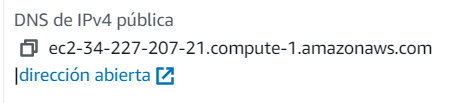 DNS de IPv4 pública
ec2-34-227-207-21.compute-1.amazonaws.com
|dirección abierta